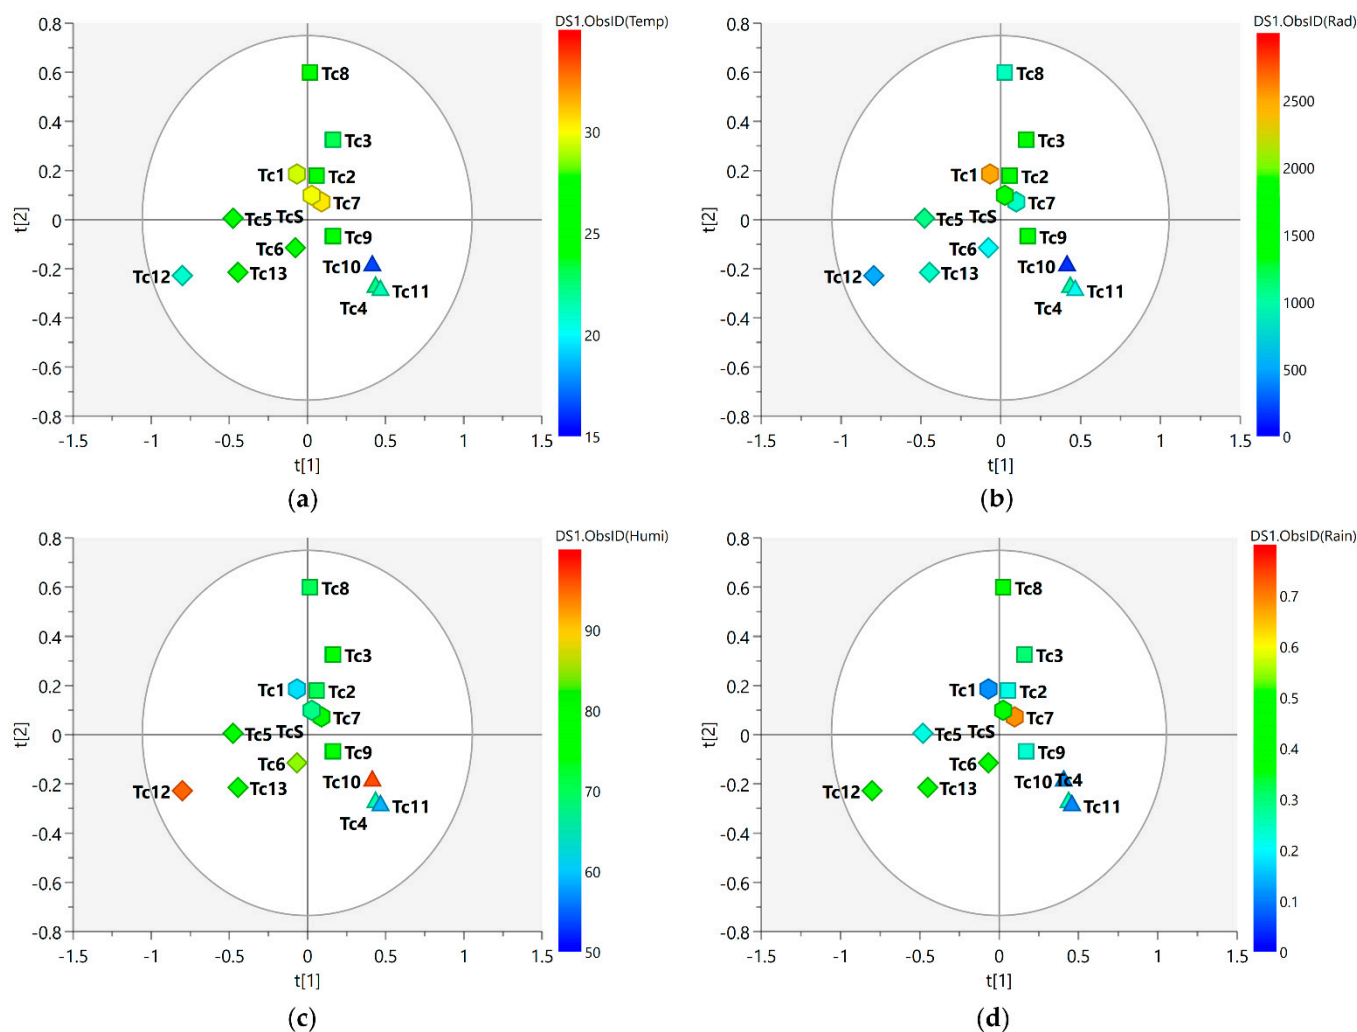 DS1.ObsID(Temp)
0.8
0.6
0.4
0.2
0
-0.2
-0.4
-0.6
-0.8
t[2]
Tc8
Tc3
Tc1
Tc2
Tc7
Tc5
TcS
Tc6
Tc9
Tc12
Tc13
Tc10
Tc4
Tc11
30
25
20
15
-1.5
-1
-0.5
0
0.5
1
1.5
t[1]
(a)
DS1.ObsID(Rad)
0.8
0.6
0.4
0.2
0
-0.2
-0.4
-0.6
-0.8
t[2]
Tc8
Tc3
Tc1
Tc2
Tc7
Tc5
TcS
Tc6
Tc9
Tc12
Tc13
Tc10
Tc4
Tc11
2500
2000
1500
1000
500
0
-1.5
-1
-0.5
0
0.5
1
1.5
t[1]
(b)
DS1.ObsID(Humi)
0.8
0.6
0.4
0.2
0
-0.2
-0.4
-0.6
-0.8
t[2]
Tc8
Tc3
Tc1
Tc2
Tc7
Tc5
TcS
Tc6
Tc9
Tc12
Tc13
Tc10
Tc4
Tc11
90
80
70
60
50
-1.5
-1
-0.5
0
0.5
1
1.5
t[1]
(c)
DS1.ObsID(Rain)
0.8
0.6
0.4
0.2
0
-0.2
-0.4
-0.6
-0.8
t[2]
Tc8
Tc3
Tc1
Tc2
Tc7
Tc5
TcS
Tc6
Tc9
Tc12
Tc13
Tc10
Tc4
Tc11
0.7
0.6
0.5
0.4
0.3
0.2
0.1
0
-1.5
-1
-0.5
0
0.5
1
1.5
t[1]
(d)